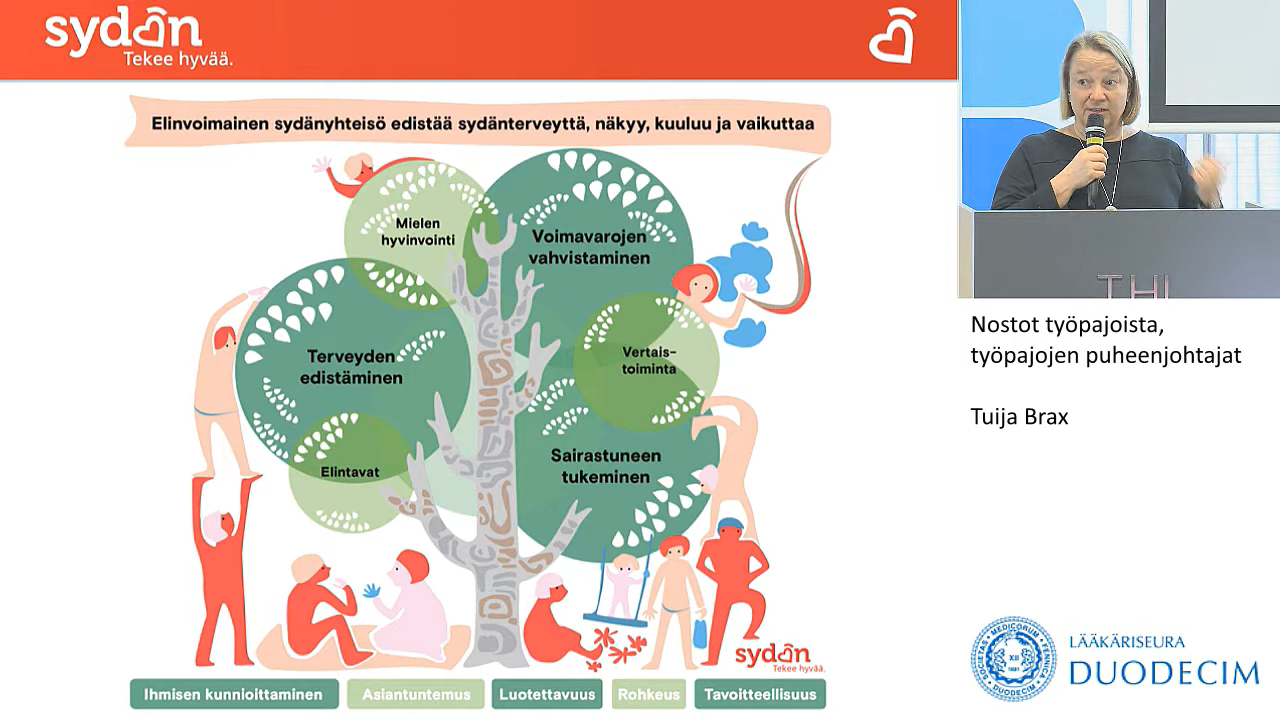 sydän
Tekee hyvää.
Elinvoimainen sydänyhteisö edistää sydänterveyttä, näkyy, kuuluu ja vaikuttaa
Mielen
hyvinvointi
Voimavarojen
vahvistaminen
Terveyden
edistäminen
Vertais-
toiminta
Elintavat
Sairastuneen
tukeminen
sydän
Tekee hyvää.
Ihmisen kunnioittaminen
Asiantuntemus
Luotettavuus
Rohkeus
Tavoitteellisuus
THL
Nostot työpajoista,
työpajojen puheenjohtajat
Tuija Brax
LÄÄKÄRISEURA
DUODECIM